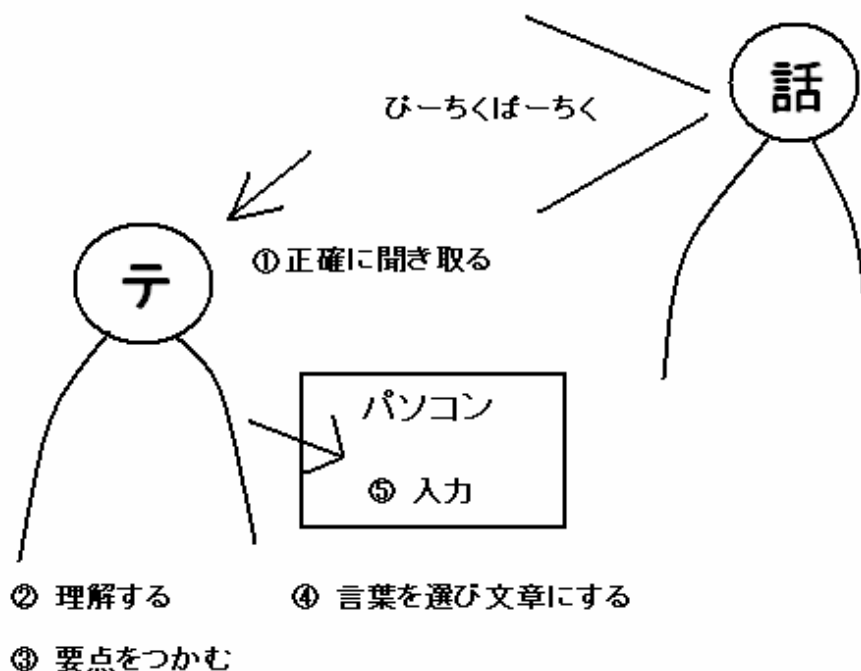 話
ぴーちくぱーちく
①正確に聞き取る
テ
パソコン
⑤ 入力
② 理解する
④ 言葉を選び文章にする
③ 要点をつかむ